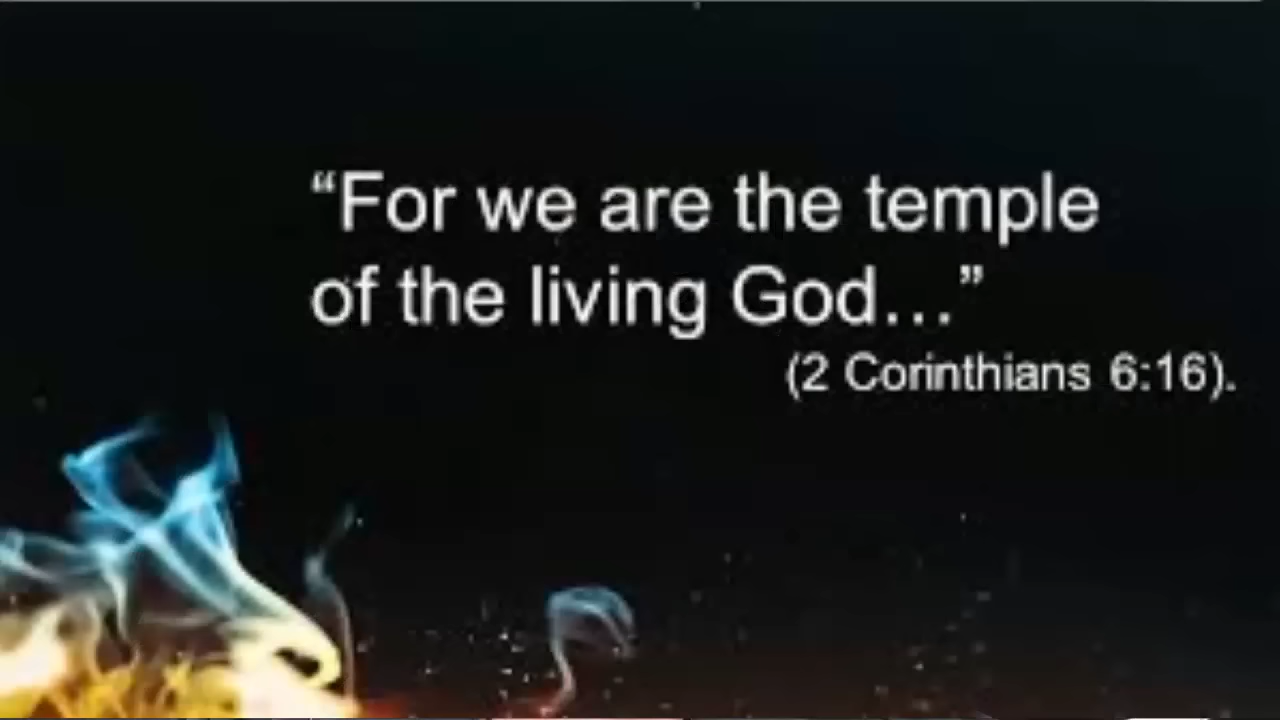 “For we are the temple
of the living God…”
(2 Corinthians 6:16).